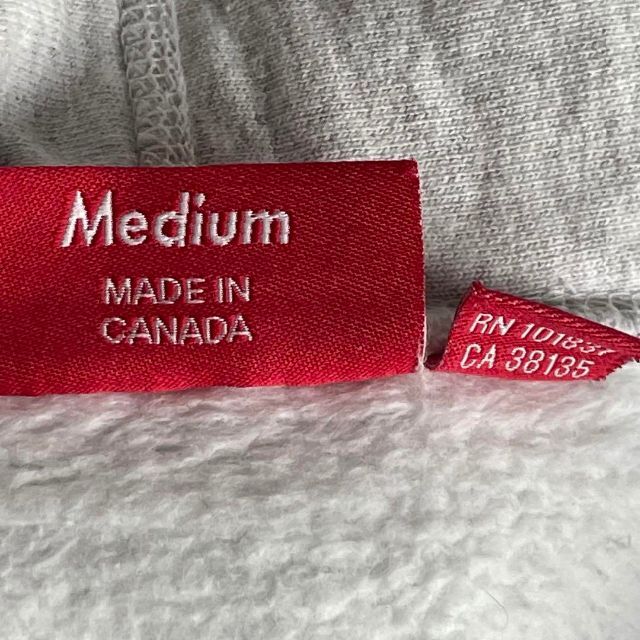 Medium
MADE IN
CANADA
RN 101837
CA 38135